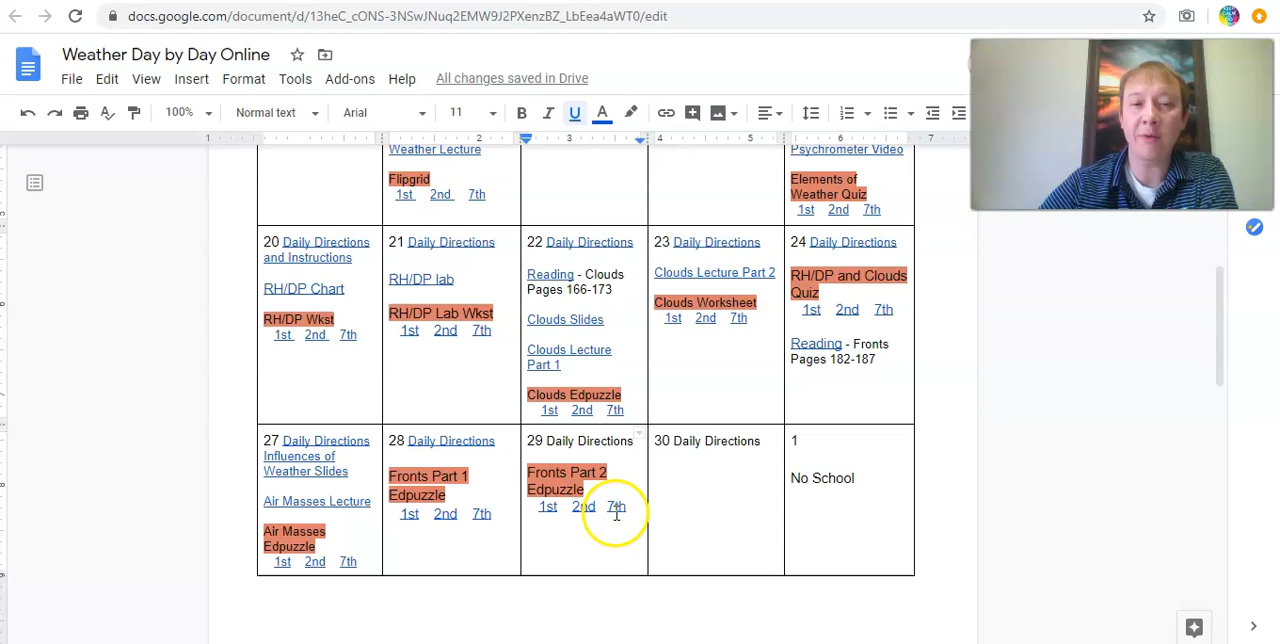 docs.google.com/document/d/13heC_cONS-3NSwJNuq2EMW9J2PXenzBZ_LbEea4aWT0/edit
Weather Day by Day Online
File Edit View Insert Format Tools Add-ons Help All changes saved in Drive
100% Normal text Arial 11
1 2 3 4 5 6 7
Weather Lecture
Flipgrid
1st 2nd 7th
Psychrometer Video
Elements of
Weather Quiz
1st 2nd 7th
20 Daily Directions
and Instructions
RH/DP Chart
RH/DP Wkst
1st 2nd 7th
21 Daily Directions
RH/DP lab
RH/DP Lab Wkst
1st 2nd 7th
22 Daily Directions
Reading - Clouds
Pages 166-173
Clouds Slides
Clouds Lecture
Part 1
Clouds Edpuzzle
1st 2nd 7th
23 Daily Directions
Clouds Lecture Part 2
Clouds Worksheet
1st 2nd 7th
24 Daily Directions
RH/DP and Clouds
Quiz
1st 2nd 7th
Reading - Fronts
Pages 182-187
27 Daily Directions
Influences of
Weather Slides
Air Masses Lecture
Air Masses
Edpuzzle
1st 2nd 7th
28 Daily Directions
Fronts Part 1
Edpuzzle
1st 2nd 7th
29 Daily Directions
Fronts Part 2
Edpuzzle
1st 2nd 7th
30 Daily Directions
1
No School